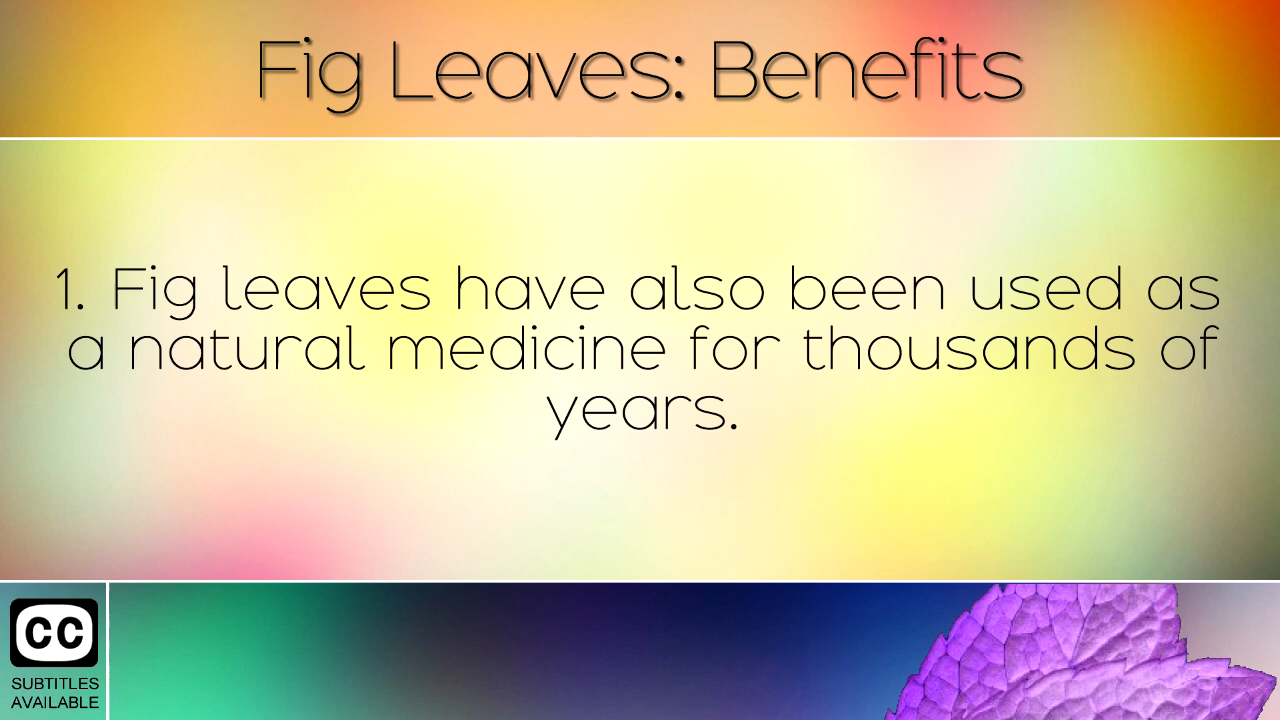 Fig Leaves: Benefits
1. Fig leaves have also been used as
a natural medicine for thousands of
years.
CC
SUBTITLES
AVAILABLE